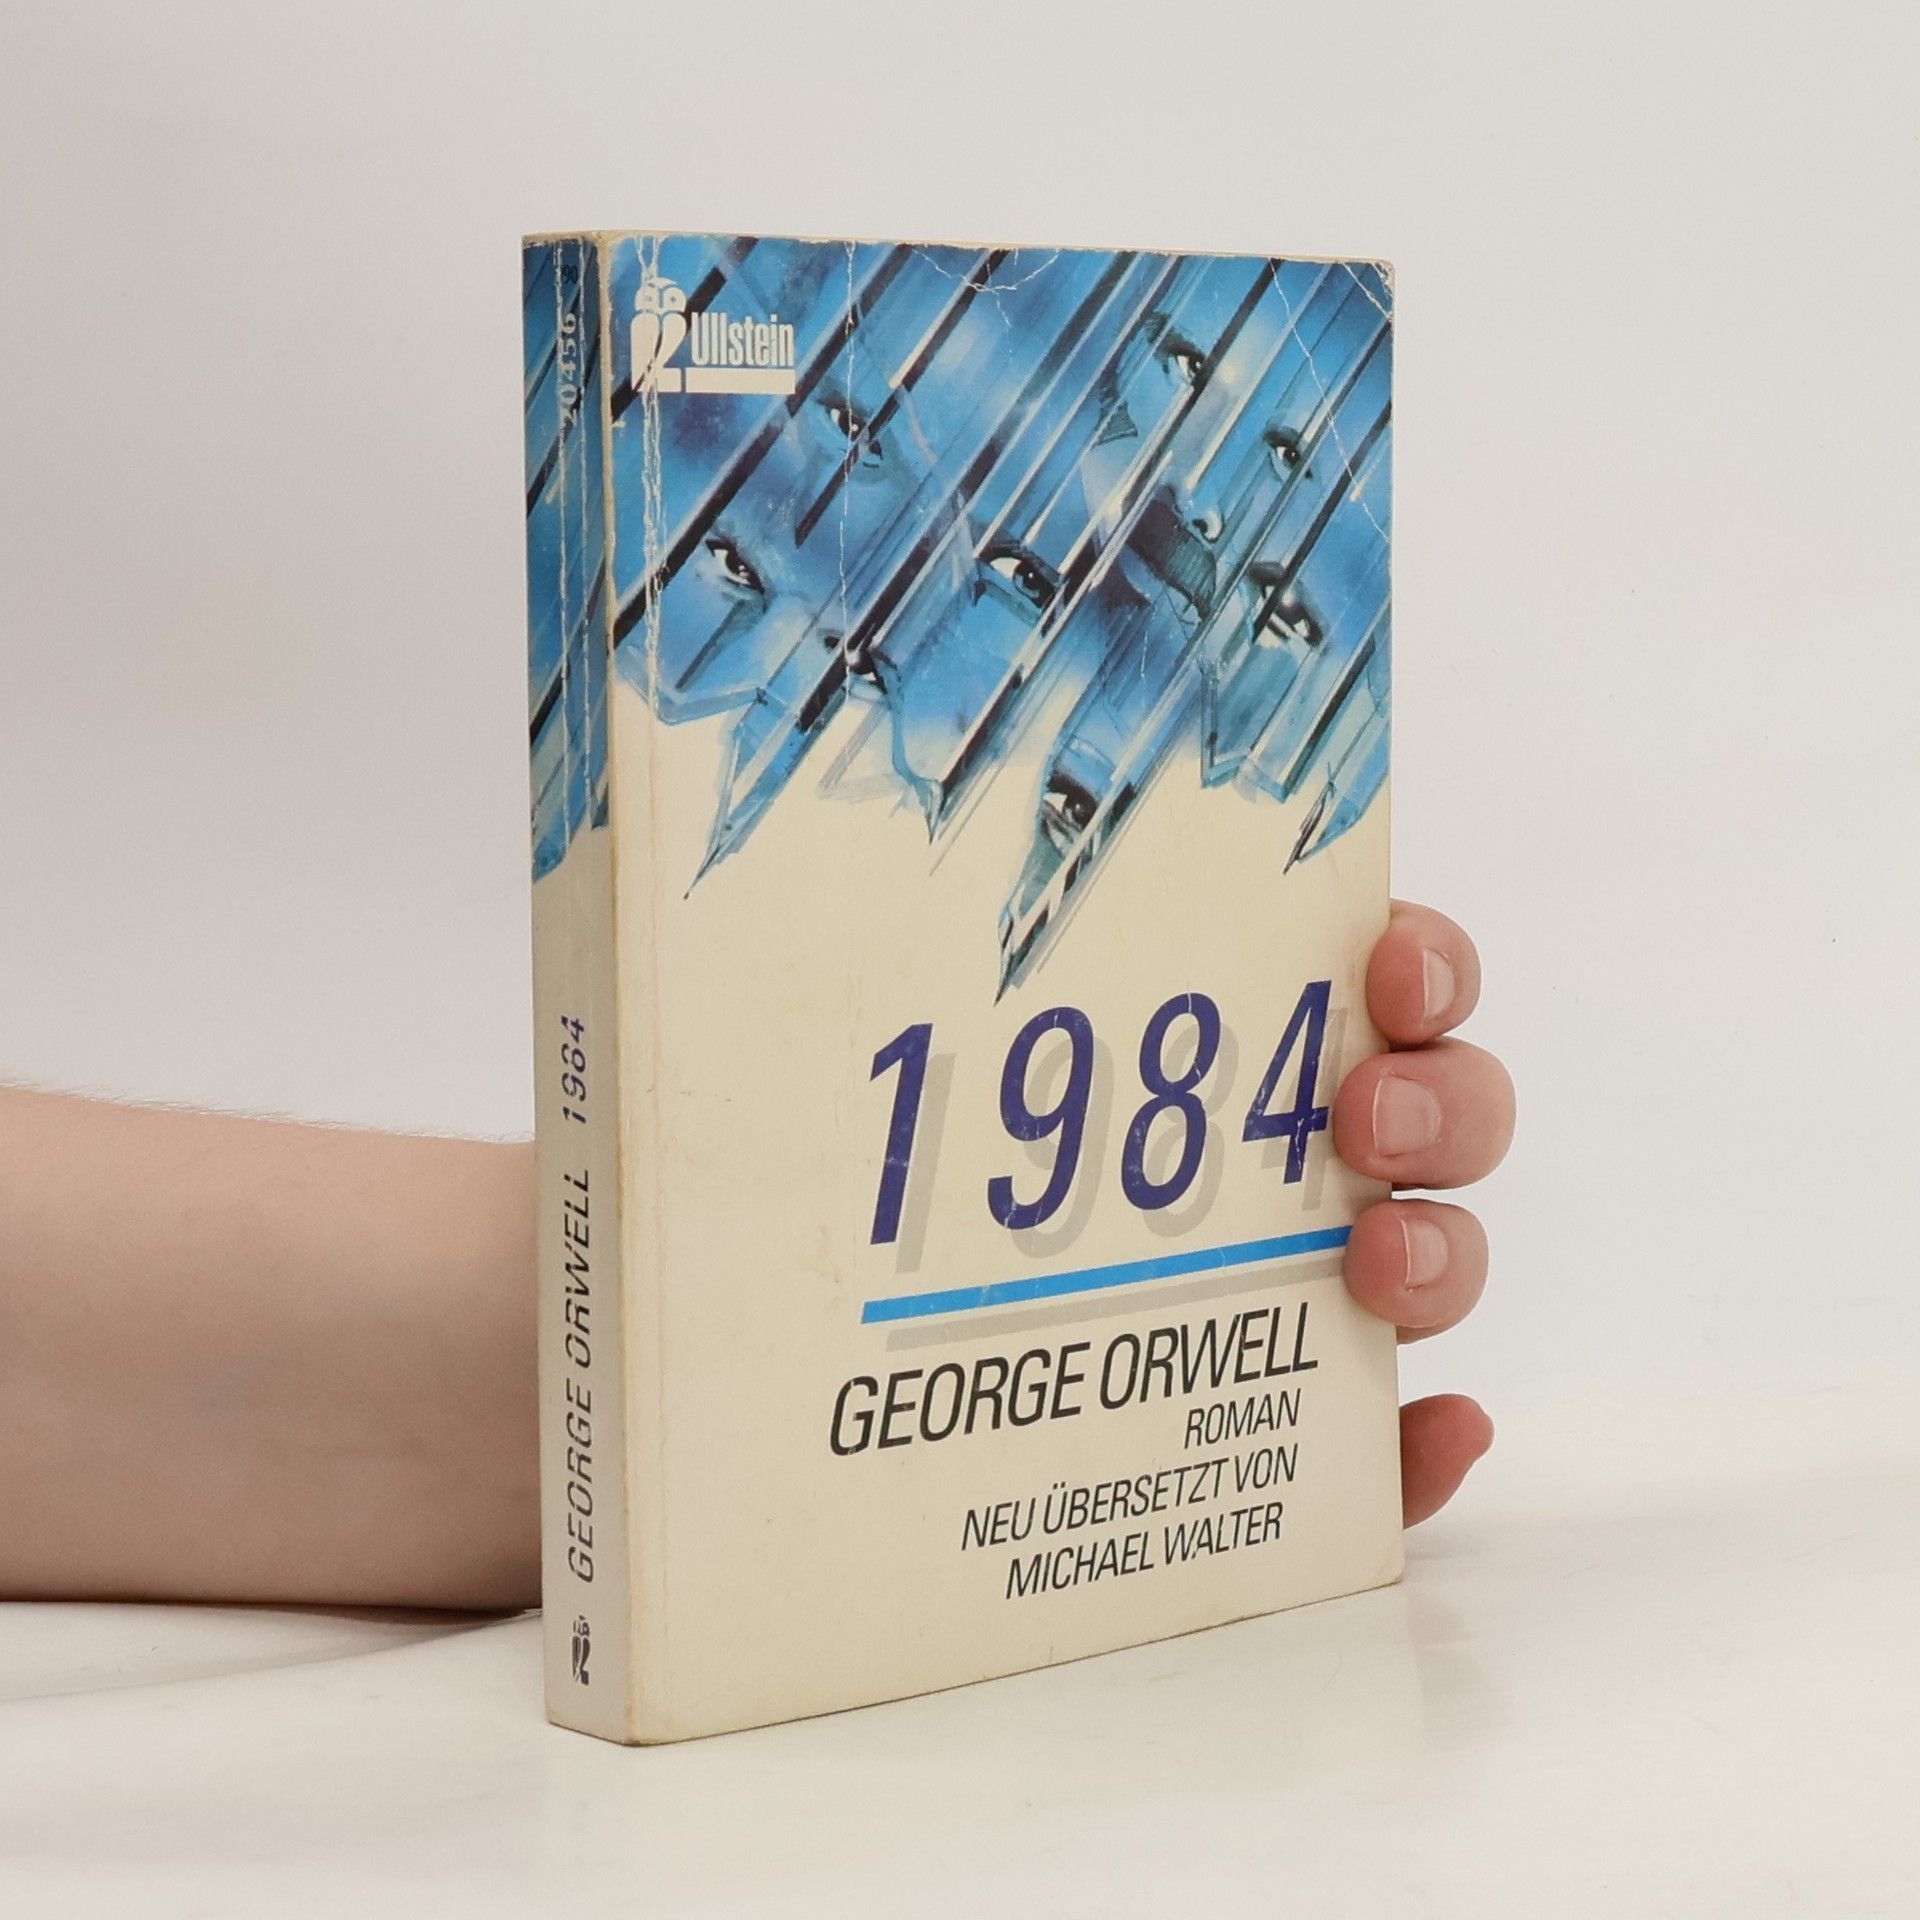 Ullstein
1984
GEORGE ORWELL
ROMAN
NEU ÜBERSETZT VON
MICHAEL WALTER
GEORGE ORWELL 1984
20456